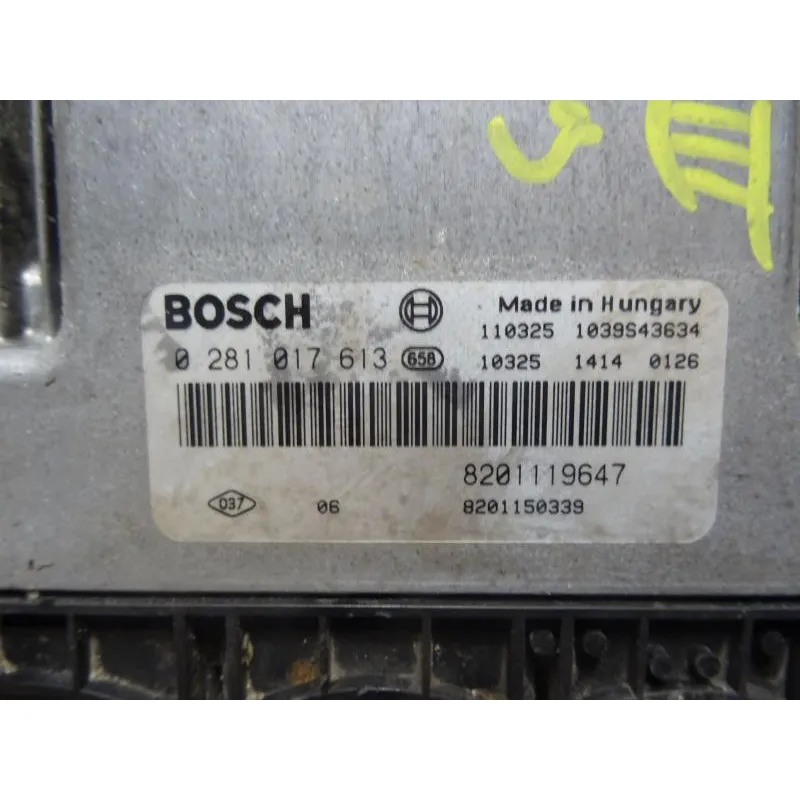 BOSCH Made in Hungary
110325 1039S43634
0 281 017 613 658 10325 1414 0126
8201119647
037 06 8201150339